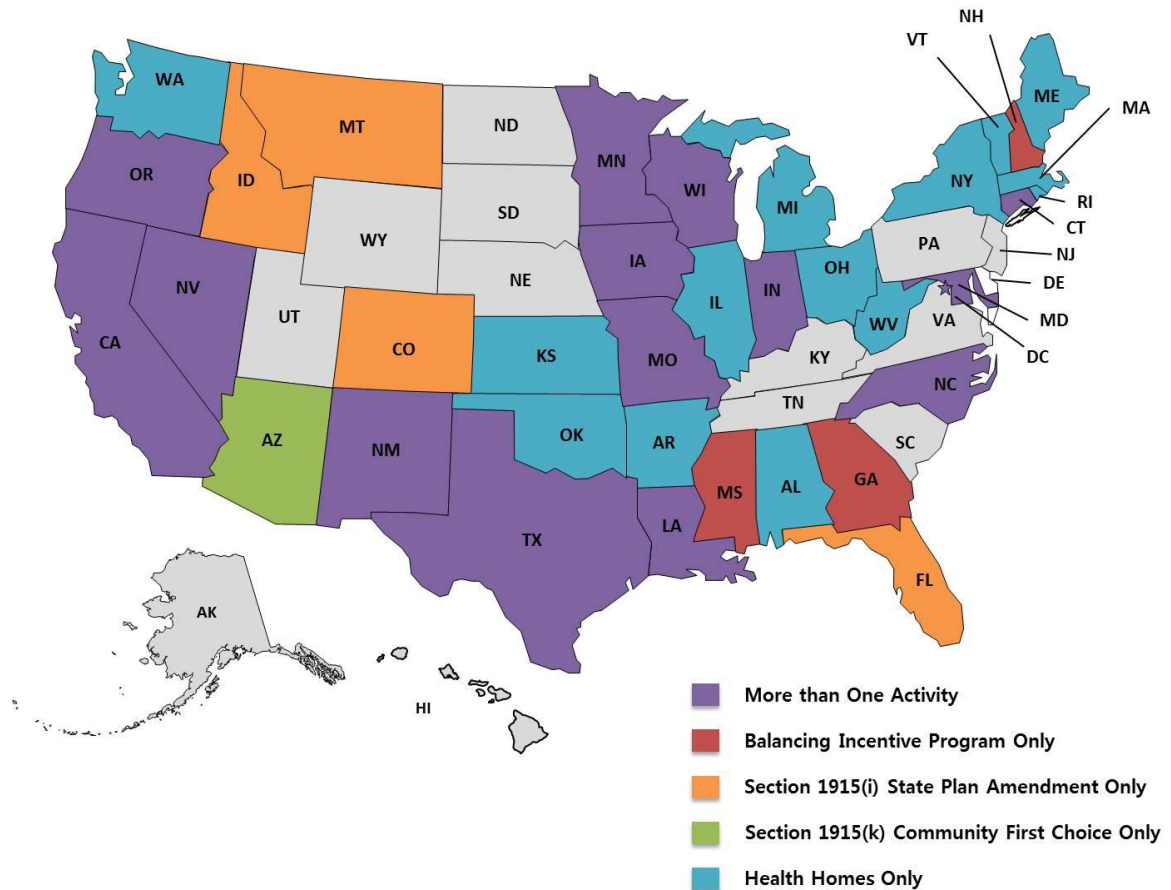 NH
VT
WA
ME
MA
MT
ND
MN
OR
ID
WI
NY
SD
MI
RI
WY
CT
PA
IA
NJ
NE
OH
DE
NV
IL
IN
UT
WV
VA
MD
CA
CO
KS
MO
KY
DC
NC
TN
AZ
OK
AR
NM
SC
MS
AL
GA
LA
TX
FL
AK
HI
More than One Activity
Balancing Incentive Program Only
Section 1915(i) State Plan Amendment Only
Section 1915(k) Community First Choice Only
Health Homes Only